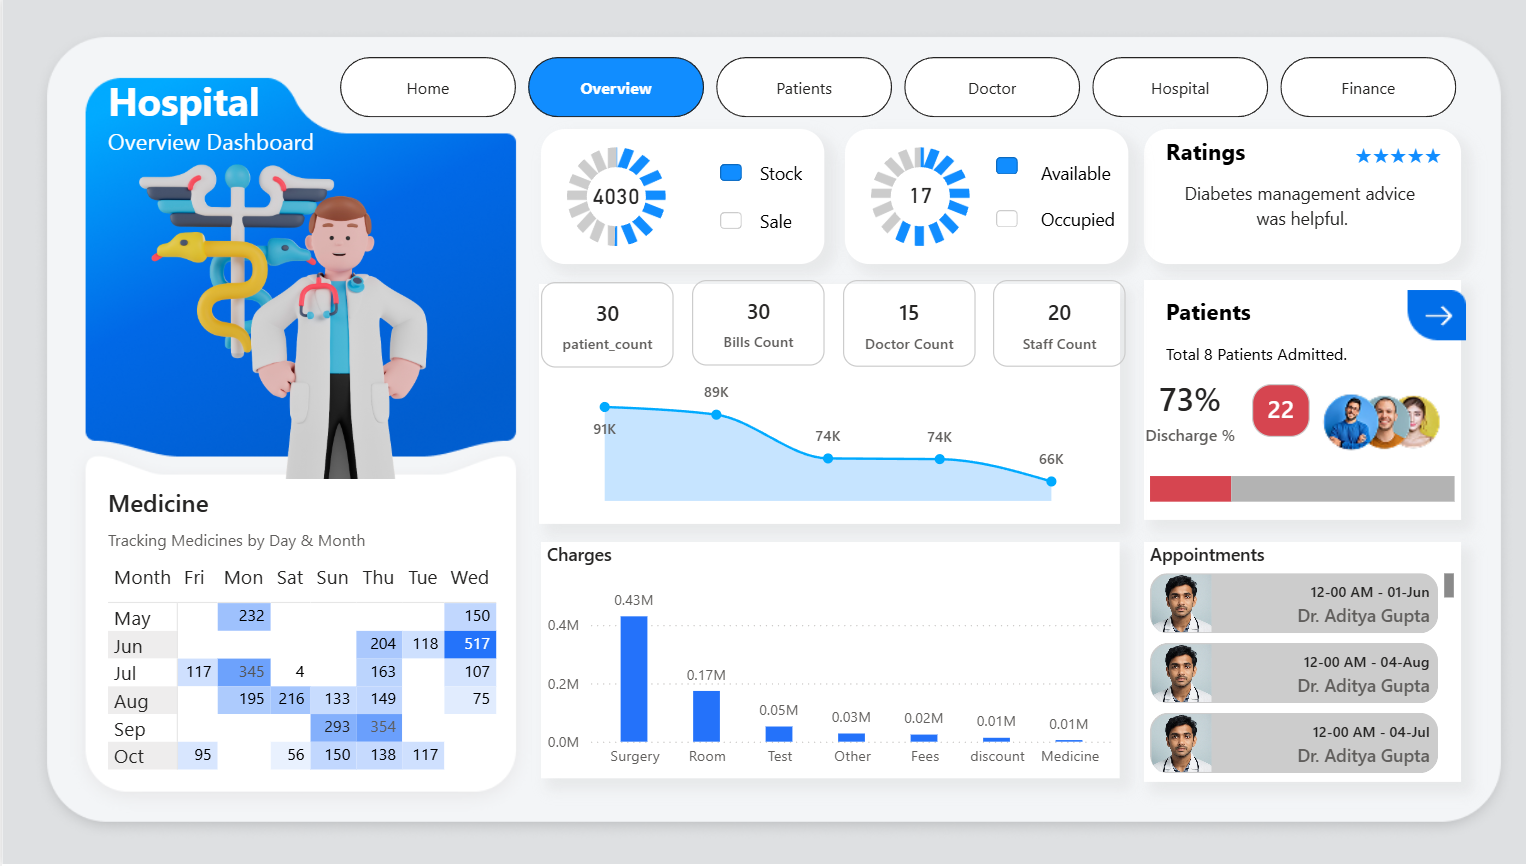 Home
Overview
Patients
Doctor
Hospital
Finance
Hospital
Overview Dashboard
4030
Stock
Sale
17
Available
Occupied
Ratings
★★★★★
Diabetes management advice
was helpful.
30
patient_count
30
Bills Count
15
Doctor Count
20
Staff Count
91K
89K
74K
74K
66K
Patients
Total 8 Patients Admitted.
73%
Discharge %
22
Medicine
Tracking Medicines by Day & Month
Month Fri Mon Sat Sun Thu Tue Wed
May 232 150
Jun 204 118 517
Jul 117 345 4 163 107
Aug 195 216 133 149 75
Sep 293 354
Oct 95 56 150 138 117
Charges
0.4M
0.2M
0.0M
0.43M
0.17M
0.05M
0.03M
0.02M
0.01M
0.01M
Surgery Room Test Other Fees discount Medicine
Appointments
12-00 AM - 01-Jun
Dr. Aditya Gupta
12-00 AM - 04-Aug
Dr. Aditya Gupta
12-00 AM - 04-Jul
Dr. Aditya Gupta